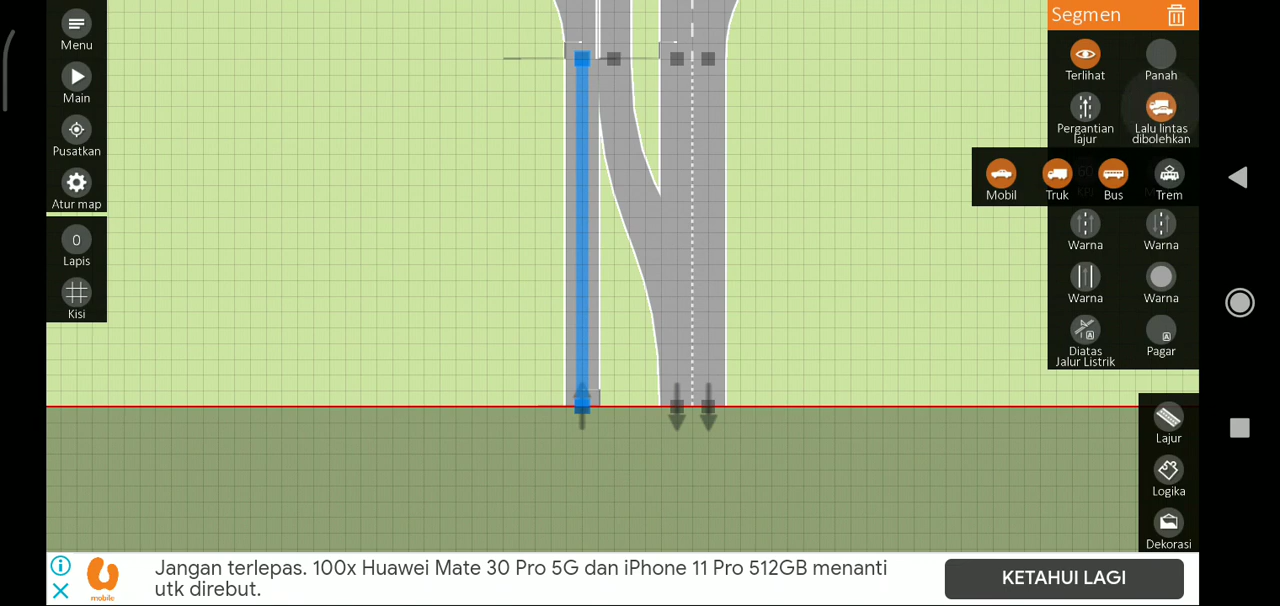 Menu
Main
Pusatkan
Atur map
0
Lapis
Kisi
Segmen
Terlihat
Panah
Pergantian
lajur
Lalu lintas
dibolehkan
Mobil
Truk
Bus
Trem
Warna
Warna
Warna
Warna
Diatas
Jalur Listrik
A
Pagar
A
Lajur
Logika
Dekorasi
mobile
Jangan terlepas. 100x Huawei Mate 30 Pro 5G dan iPhone 11 Pro 512GB menanti
utk direbut.
KETAHUI LAGI